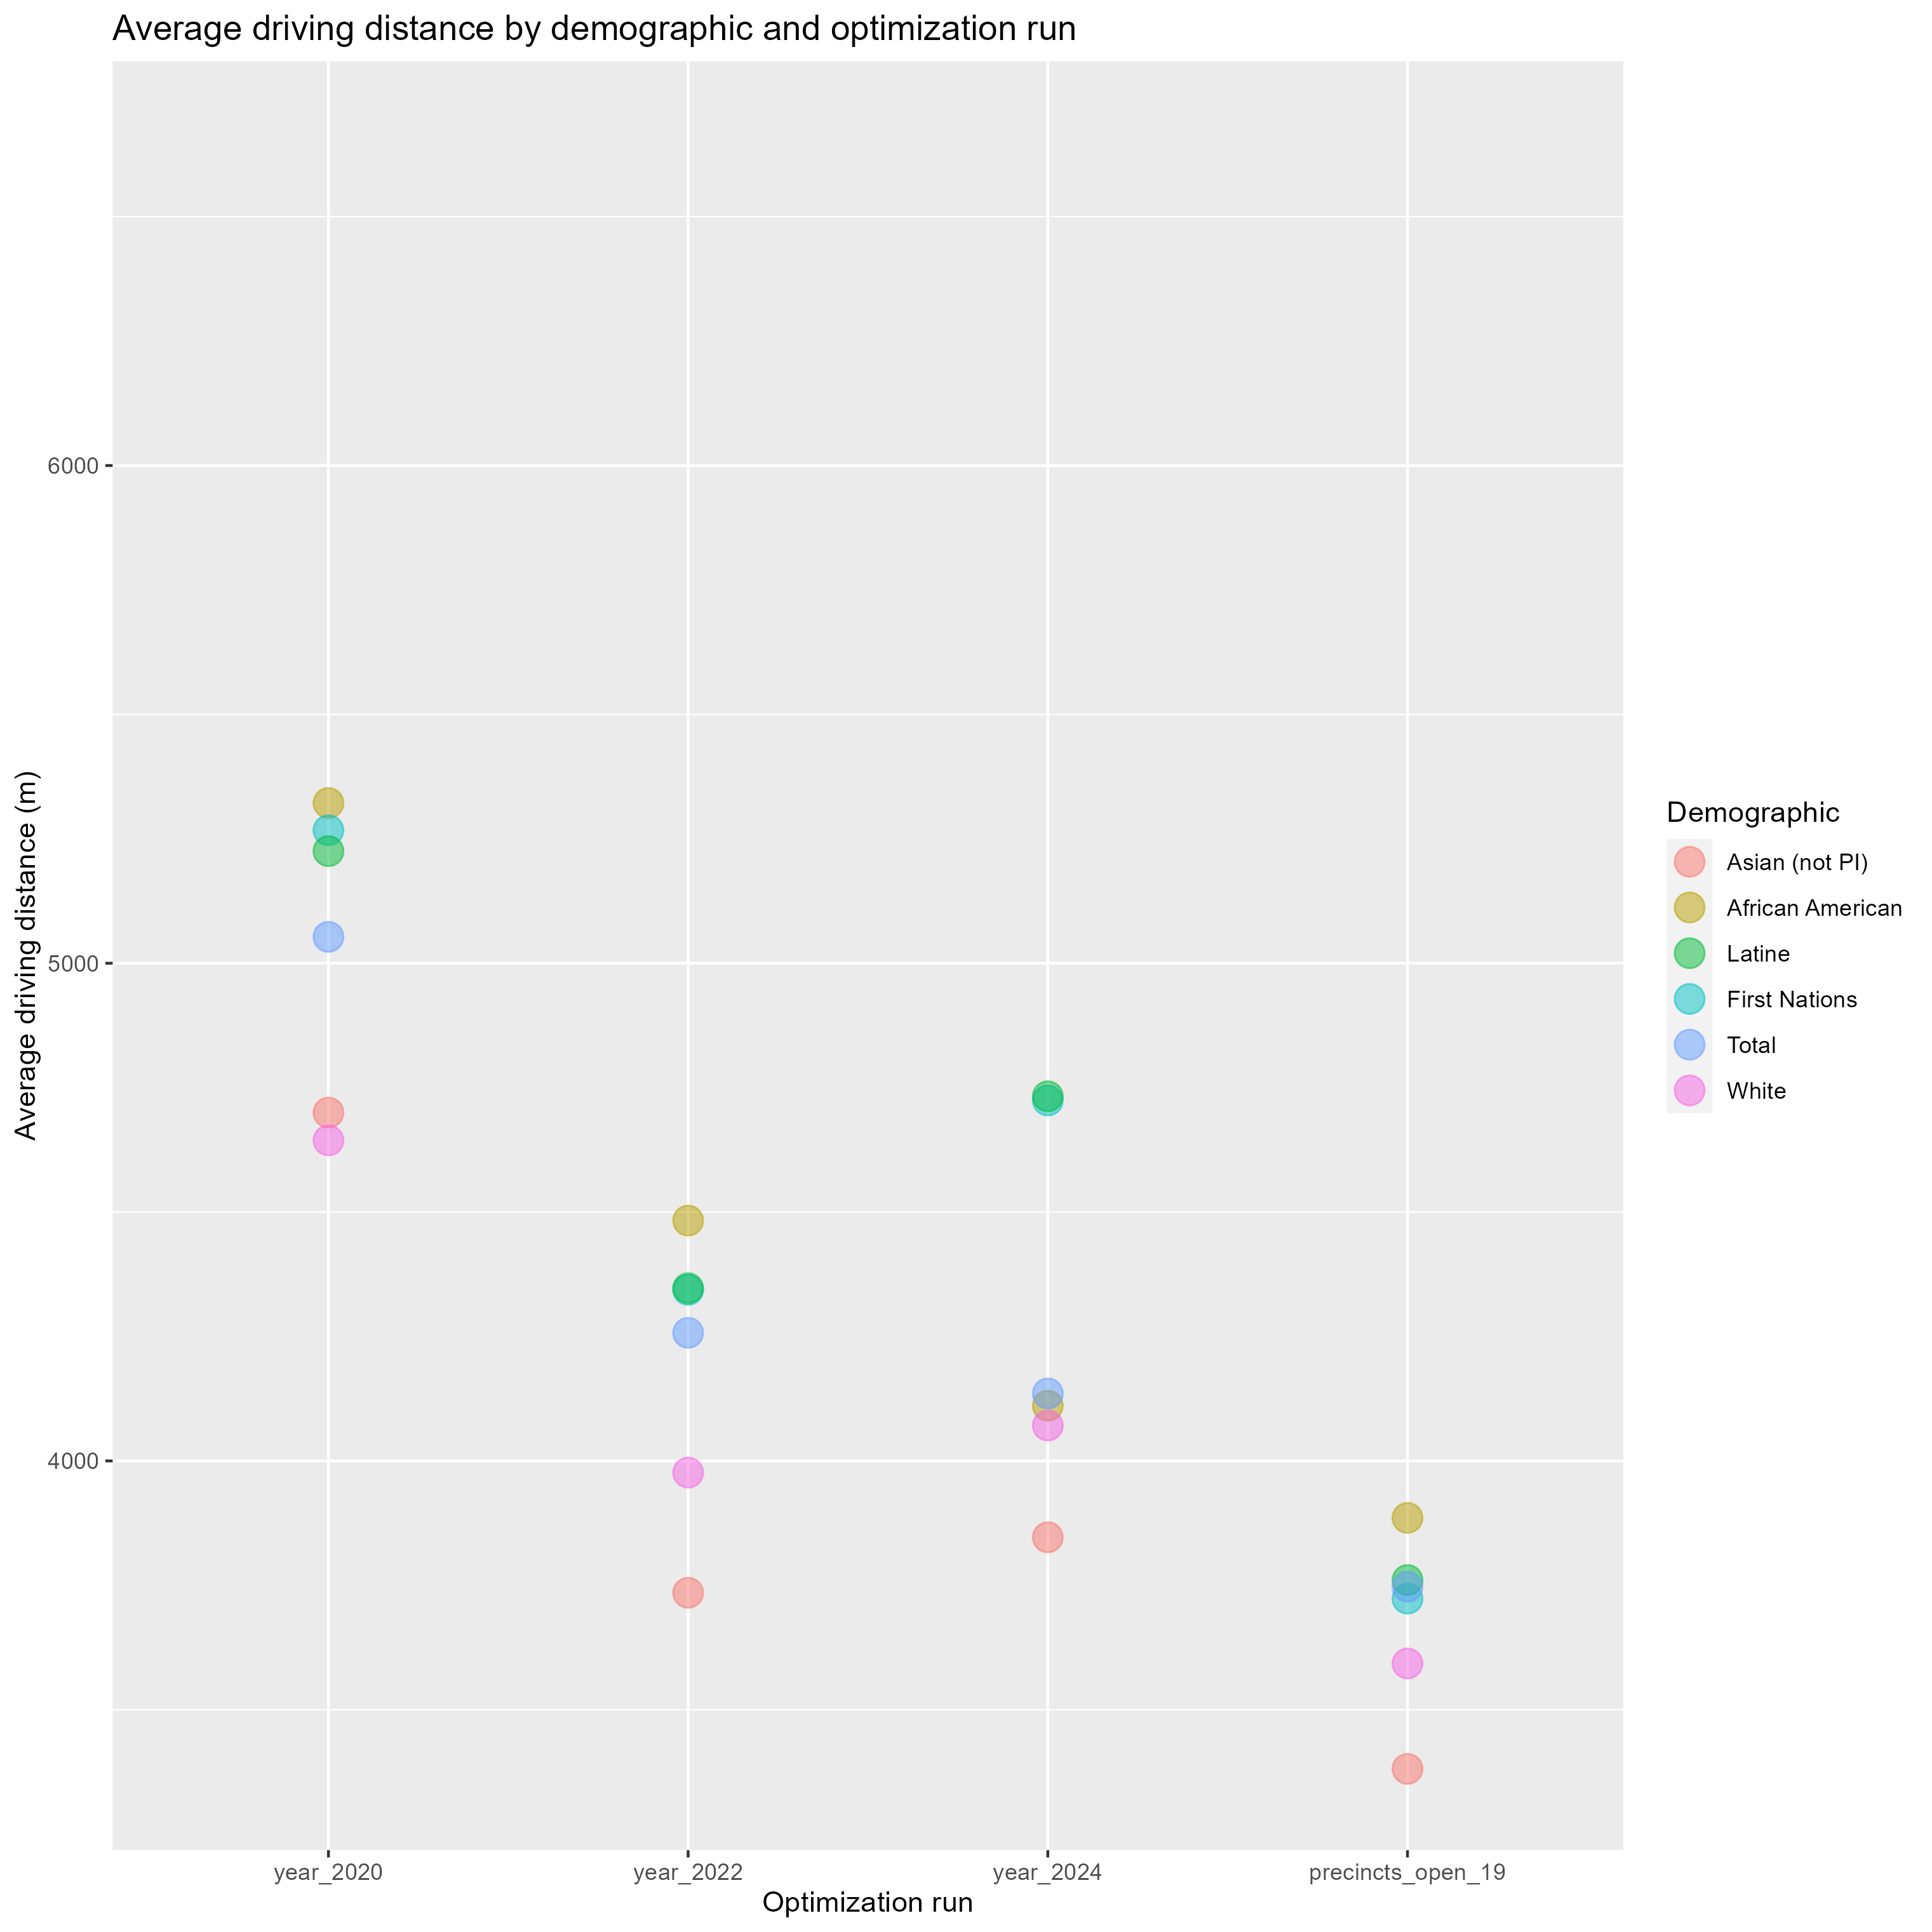 Average driving distance by demographic and optimization run
Average driving distance (m)
6000
5000
4000
year_2020
year_2022
year_2024
precincts_open_19
Optimization run
Demographic
Asian (not PI)
African American
Latine
First Nations
Total
White